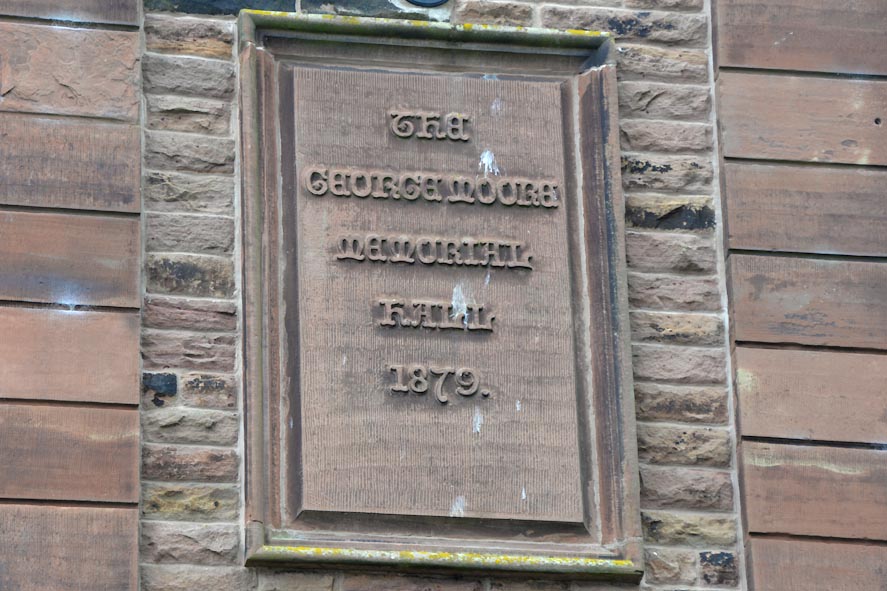 THE
GEORGE MOORE
MEMORIAL
HALL
1879.